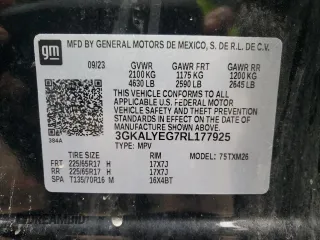 gm
MFD BY GENERAL MOTORS DE MEXICO, S. DE R.L. DE C.V.
09/23 GVWR GAWR FRT GAWR RR
2100 KG 1175 KG 1200 KG
4630 LB 2590 LB 2645 LB
THIS VEHICLE CONFORMS TO ALL
APPLICABLE U.S. FEDERAL MOTOR
VEHICLE SAFETY AND THEFT PREVENTION
STANDARDS IN EFFECT ON THE DATE OF
MANUFACTURE SHOWN ABOVE.
384A
3GKALYEG7RL177925
TYPE: MPV MODEL: 75TXM26
TIRE SIZE RIM
FRT 225/65R17 H 17X7J
RR 225/65R17 H 17X7J
SPA T135/70R16 M 16X4BT